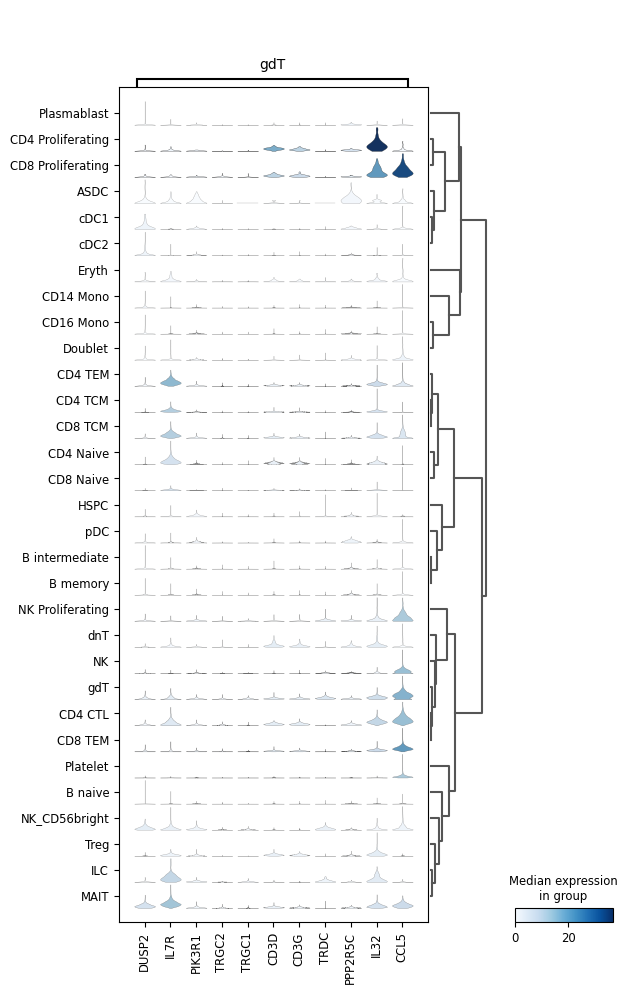 gdT
Plasmablast
CD4 Proliferating
CD8 Proliferating
ASDC
cDC1
cDC2
Eryth
CD14 Mono
CD16 Mono
Doublet
CD4 TEM
CD4 TCM
CD8 TCM
CD4 Naive
CD8 Naive
HSPC
pDC
B intermediate
B memory
NK Proliferating
dnT
NK
gdT
CD4 CTL
CD8 TEM
Platelet
B naive
NK_CD56bright
Treg
ILC
MAIT
DUSP2
IL7R
PIK3R1
TRGC2
TRGC1
CD3D
CD3G
TRDC
PPP2R5C
IL32
CCL5
Median expression
in group
0 20